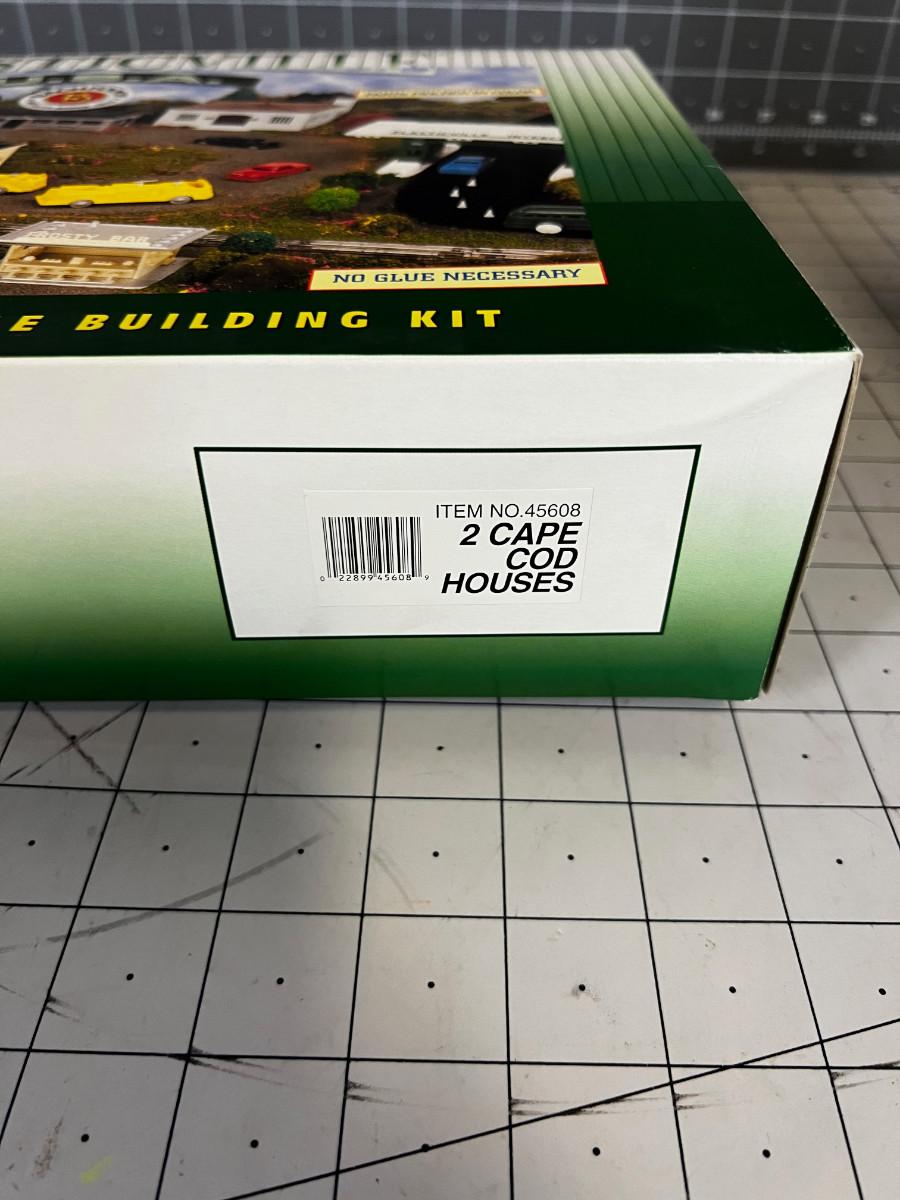 NO GLUE NECESSARY
E BUILDING KIT
ITEM NO.45608
2 CAPE
COD
HOUSES
0 22899 45608 9